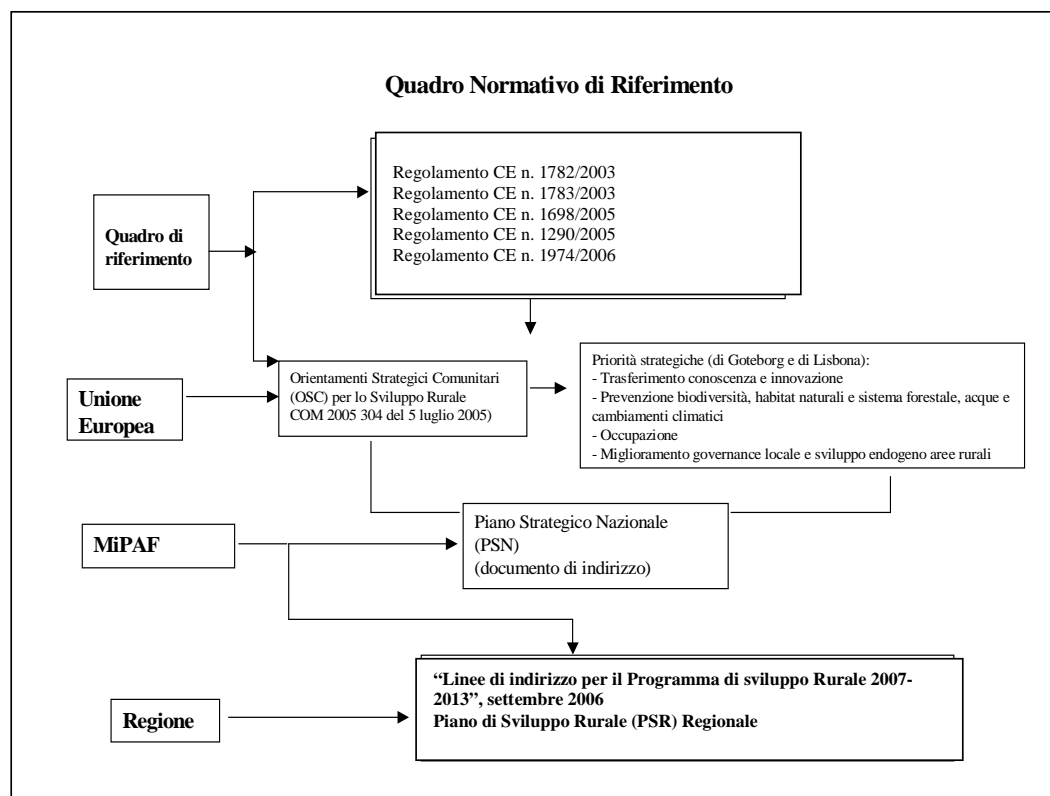 Quadro Normativo di Riferimento
Regolamento CE n. 1782/2003
Regolamento CE n. 1783/2003
Regolamento CE n. 1698/2005
Regolamento CE n. 1290/2005
Regolamento CE n. 1974/2006
Quadro di
riferimento
Unione
Europea
Orientamenti Strategici Comunitari
(OSC) per lo Sviluppo Rurale
COM 2005 304 del 5 luglio 2005)
Priorità strategiche (di Goteborg e di Lisbona):
- Trasferimento conoscenza e innovazione
- Prevenzione biodiversità, habitat naturali e sistema forestale, acque e
cambiamenti climatici
- Occupazione
- Miglioramento governance locale e sviluppo endogeno aree rurali
MiPAF
Piano Strategico Nazionale
(PSN)
(documento di indirizzo)
Regione
“Linee di indirizzo per il Programma di sviluppo Rurale 2007-
2013”, settembre 2006
Piano di Sviluppo Rurale (PSR) Regionale